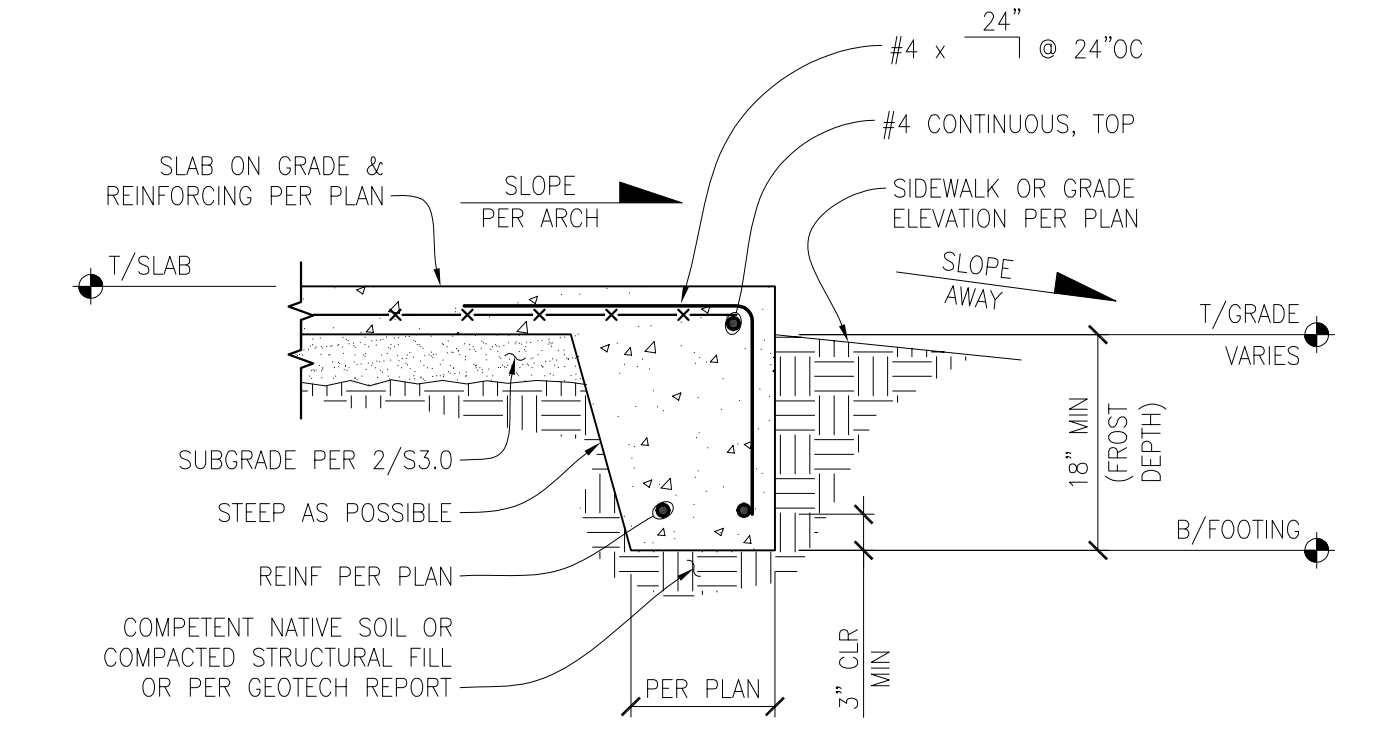 24"
#4 x @ 24"OC
#4 CONTINUOUS, TOP
SLAB ON GRADE &
REINFORCING PER PLAN
SLOPE
PER ARCH
SIDEWALK OR GRADE
ELEVATION PER PLAN
T/SLAB
SLOPE
AWAY
T/GRADE
VARIES
18" MIN
(FROST
DEPTH)
SUBGRADE PER 2/S3.0
STEEP AS POSSIBLE
B/FOOTING
REINF PER PLAN
COMPETENT NATIVE SOIL OR
COMPACTED STRUCTURAL FILL
OR PER GEOTECH REPORT
PER PLAN
3" CLR
MIN